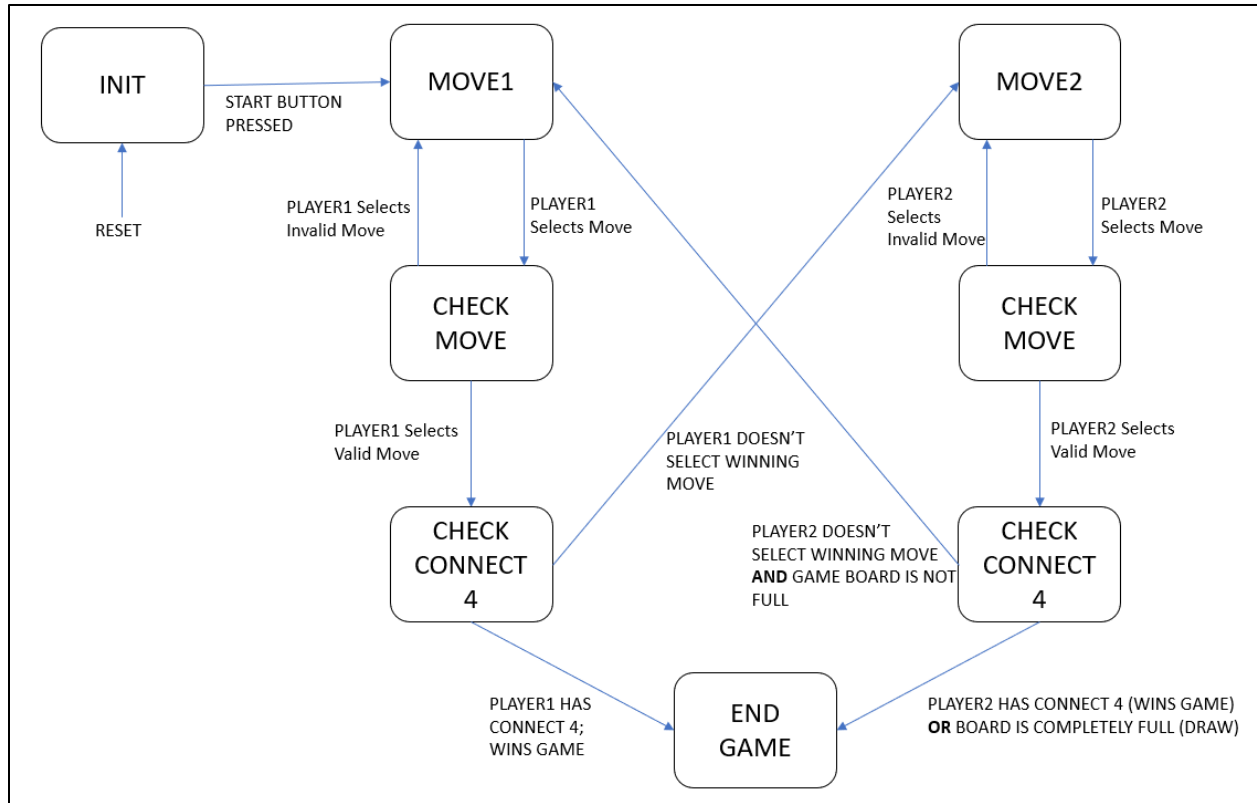 INIT
START BUTTON
PRESSED
RESET
MOVE1
MOVE2
PLAYER1 Selects
Invalid Move
PLAYER1
Selects Move
PLAYER2
Selects
Invalid Move
PLAYER2
Selects Move
CHECK
MOVE
CHECK
MOVE
PLAYER1 Selects
Valid Move
PLAYER1 DOESN'T
SELECT WINNING
MOVE
PLAYER2 Selects
Valid Move
CHECK
CONNECT
4
PLAYER2 DOESN'T
SELECT WINNING MOVE
AND GAME BOARD IS NOT
FULL
CHECK
CONNECT
4
PLAYER1 HAS
CONNECT 4;
WINS GAME
END
GAME
PLAYER2 HAS CONNECT 4 (WINS GAME)
OR BOARD IS COMPLETELY FULL (DRAW)